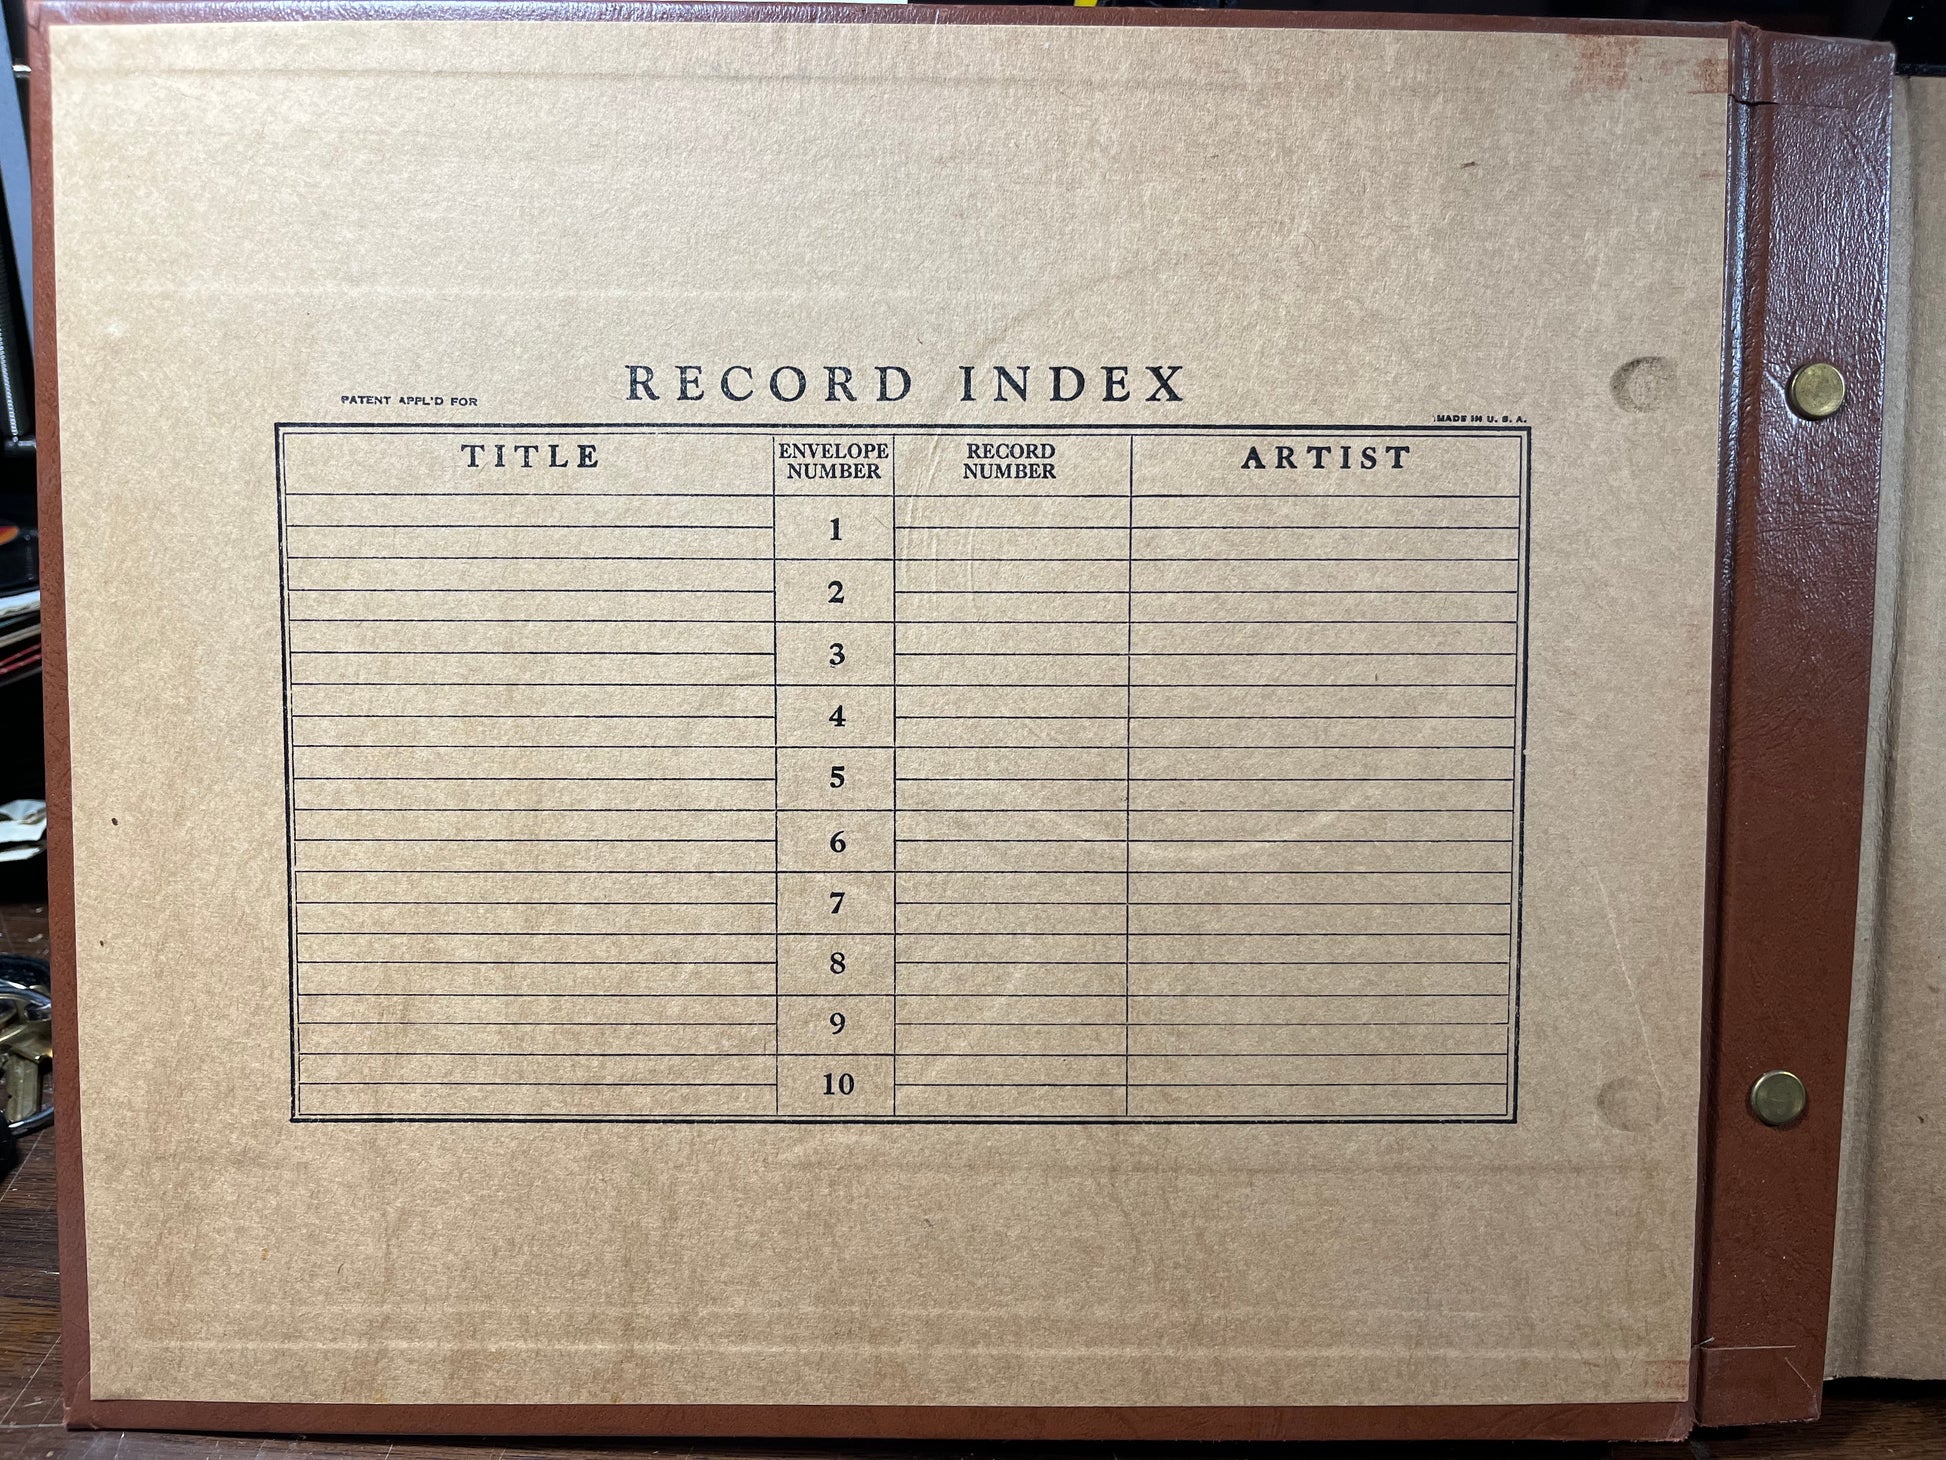 RECORD INDEX
PATENT APPL'D FOR
MADE IN U. S. A.
TITLE
ENVELOPE
NUMBER
RECORD
NUMBER
ARTIST
1
2
3
4
5
6
7
8
9
10